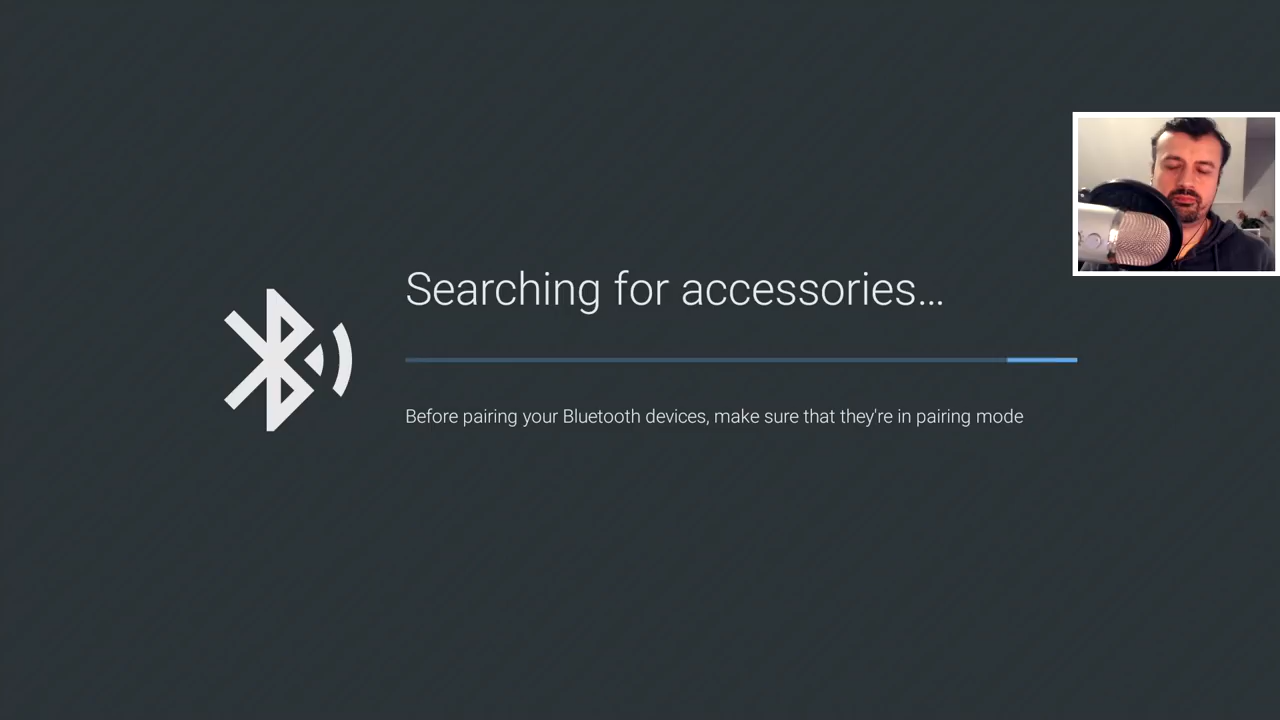 Searching for accessories...
Before pairing your Bluetooth devices, make sure that they're in pairing mode